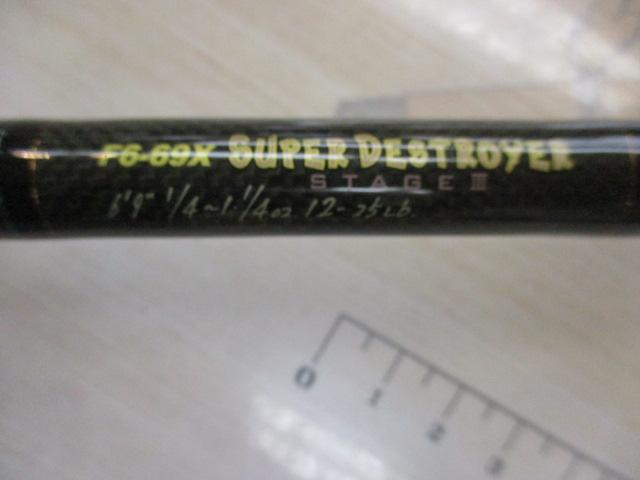 F6-69X SUPER DESTROYER
STAGE III
6'9" 1/4~1.1/4oz 12-25Lb.
0 1 2 3